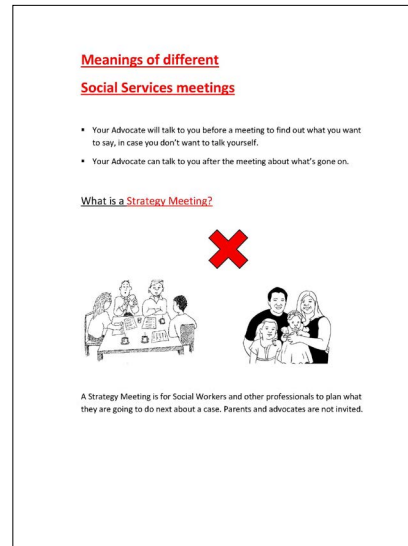 Meanings of different
Social Services meetings
▪ Your Advocate will talk to you before a meeting to find out what you want
to say, in case you don't want to talk yourself.
▪ Your Advocate can talk to you after the meeting about what's gone on.
What is a Strategy Meeting?
A Strategy Meeting is for Social Workers and other professionals to plan what
they are going to do next about a case. Parents and advocates are not invited.